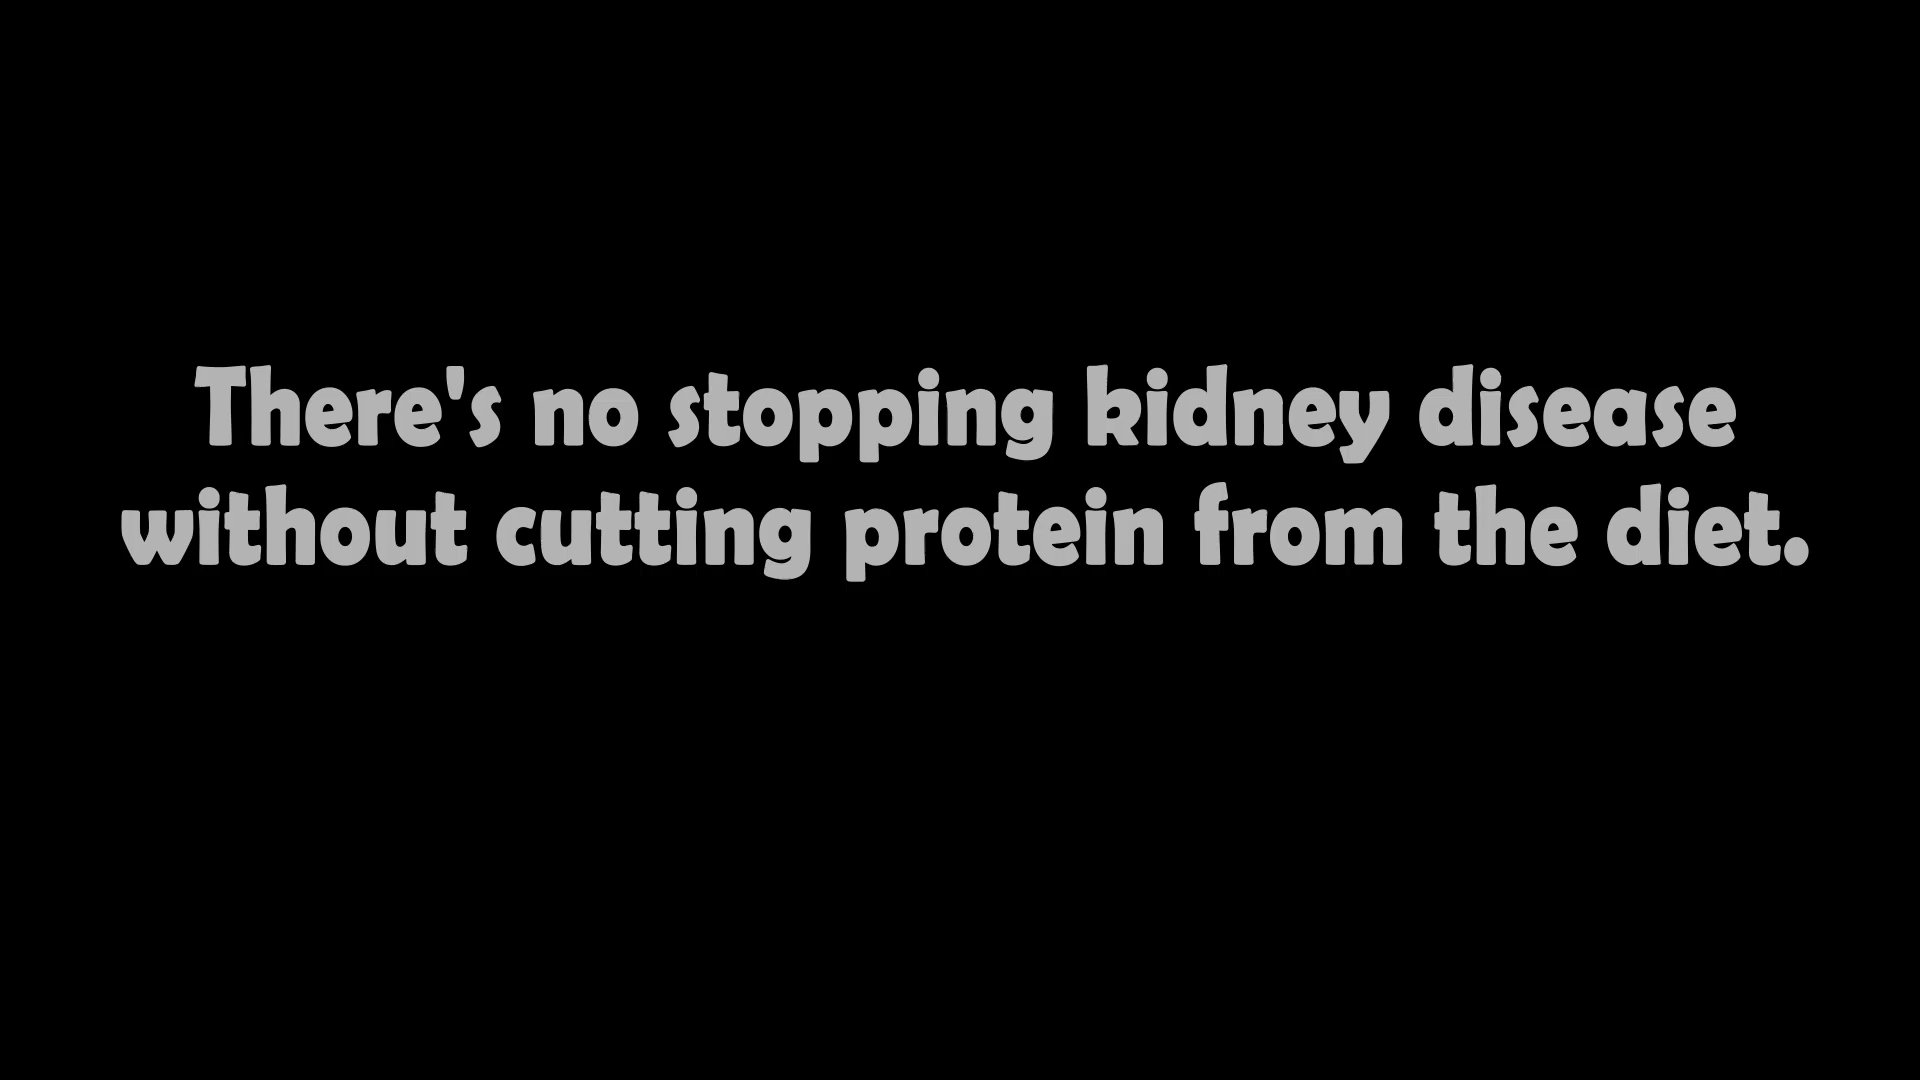 There's no stopping kidney disease
without cutting protein from the diet.